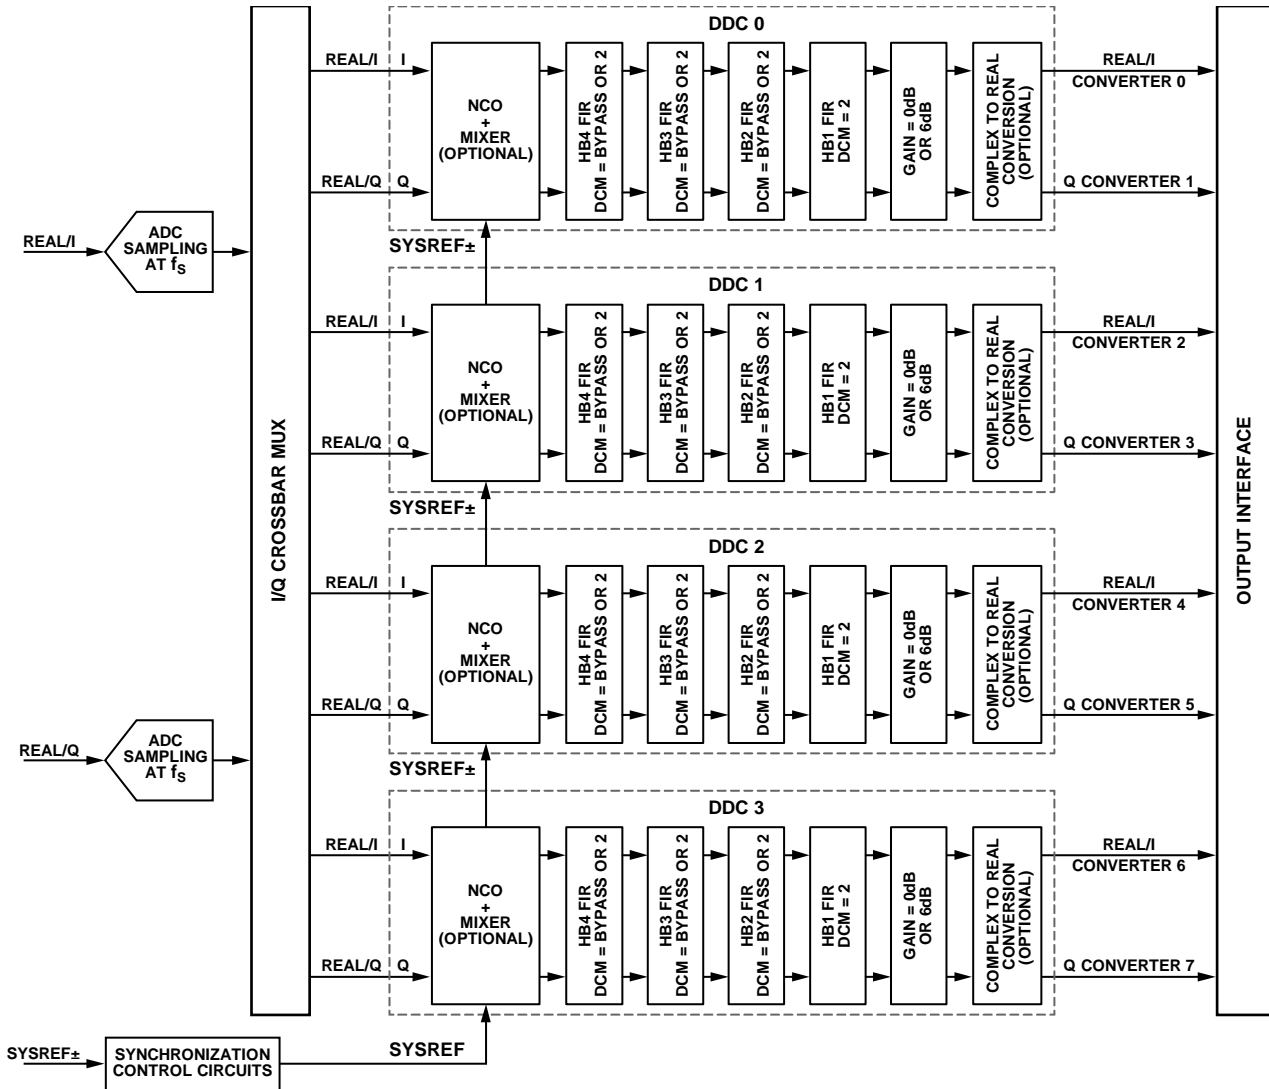 DDC 0
REAL/I I
REAL/Q Q
NCO
+
MIXER
(OPTIONAL)
HB4 FIR
DCM = BYPASS OR 2
HB3 FIR
DCM = BYPASS OR 2
HB2 FIR
DCM = BYPASS OR 2
HB1 FIR
DCM = 2
GAIN = 0dB
OR 6dB
COMPLEX TO REAL
CONVERSION
(OPTIONAL)
REAL/I
CONVERTER 0
Q CONVERTER 1
SYSREF±
REAL/I
ADC
SAMPLING
AT fS
I/Q CROSSBAR MUX
DDC 1
REAL/I I
REAL/Q Q
NCO
+
MIXER
(OPTIONAL)
HB4 FIR
DCM = BYPASS OR 2
HB3 FIR
DCM = BYPASS OR 2
HB2 FIR
DCM = BYPASS OR 2
HB1 FIR
DCM = 2
GAIN = 0dB
OR 6dB
COMPLEX TO REAL
CONVERSION
(OPTIONAL)
REAL/I
CONVERTER 2
Q CONVERTER 3
SYSREF±
OUTPUT INTERFACE
DDC 2
REAL/I I
REAL/Q Q
NCO
+
MIXER
(OPTIONAL)
HB4 FIR
DCM = BYPASS OR 2
HB3 FIR
DCM = BYPASS OR 2
HB2 FIR
DCM = BYPASS OR 2
HB1 FIR
DCM = 2
GAIN = 0dB
OR 6dB
COMPLEX TO REAL
CONVERSION
(OPTIONAL)
REAL/I
CONVERTER 4
Q CONVERTER 5
SYSREF±
REAL/Q
ADC
SAMPLING
AT fS
DDC 3
REAL/I I
REAL/Q Q
NCO
+
MIXER
(OPTIONAL)
HB4 FIR
DCM = BYPASS OR 2
HB3 FIR
DCM = BYPASS OR 2
HB2 FIR
DCM = BYPASS OR 2
HB1 FIR
DCM = 2
GAIN = 0dB
OR 6dB
COMPLEX TO REAL
CONVERSION
(OPTIONAL)
REAL/I
CONVERTER 6
Q CONVERTER 7
SYSREF±
SYNCHRONIZATION
CONTROL CIRCUITS
SYSREF